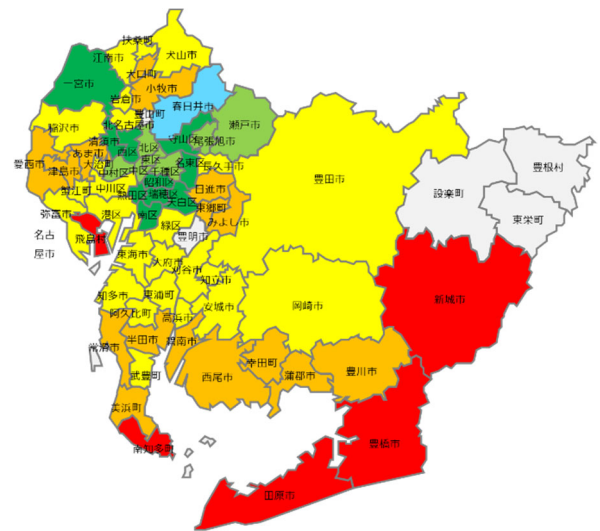 扶桑町
江南市
犬山市
大口町
一宮市
小牧市
岩倉市
春日井市
豊山町
稲沢市
北名古屋市
瀬戸市
清須市
守山区
尾張旭市
北区
西区
あま市
東区
名東区
愛西市
津島市
大治町
中村区
中区
千種区
長久手市
豊田市
設楽町
豊根村
東栄町
昭和区
蟹江町
中川区
熱田区
瑞穂区
日進市
天白区
弥富市
港区
南区
東郷町
みよし市
緑区
名古
屋市
飛島村
豊明市
東海市
大府市
刈谷市
知立市
知多市
東浦町
安城市
岡崎市
新城市
阿久比町
高浜市
常滑市
半田市
碧南市
武豊町
西尾市
幸田町
蒲郡市
豊川市
美浜町
南知多町
豊橋市
田原市